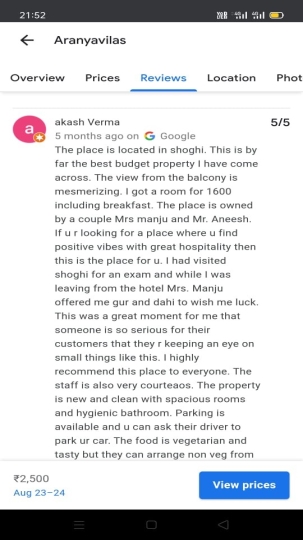 21:52
Aranyavilas
Overview Prices Reviews Location Phot
akash Verma
5/5
5 months ago on Google
The place is located in shoghi. This is by
far the best budget property I have come
across. The view from the balcony is
mesmerizing. I got a room for 1600
including breakfast. The place is owned
by a couple Mrs manju and Mr. Aneesh.
If u r looking for a place where u find
positive vibes with great hospitality then
this is the place for u. I had visited
shoghi for an exam and while I was
leaving from the hotel Mrs. Manju
offered me gur and dahi to wish me luck.
This was a great moment for me that
someone is so serious for their
customers that they r keeping an eye on
small things like this. I highly
recommend this place to everyone. The
staff is also very courteaos. The property
is new and clean with spacious rooms
and hygienic bathroom. Parking is
available and u can ask their driver to
park ur car. The food is vegetarian and
tasty but they can arrange non veg from
₹2,500
Aug 23–24
View prices